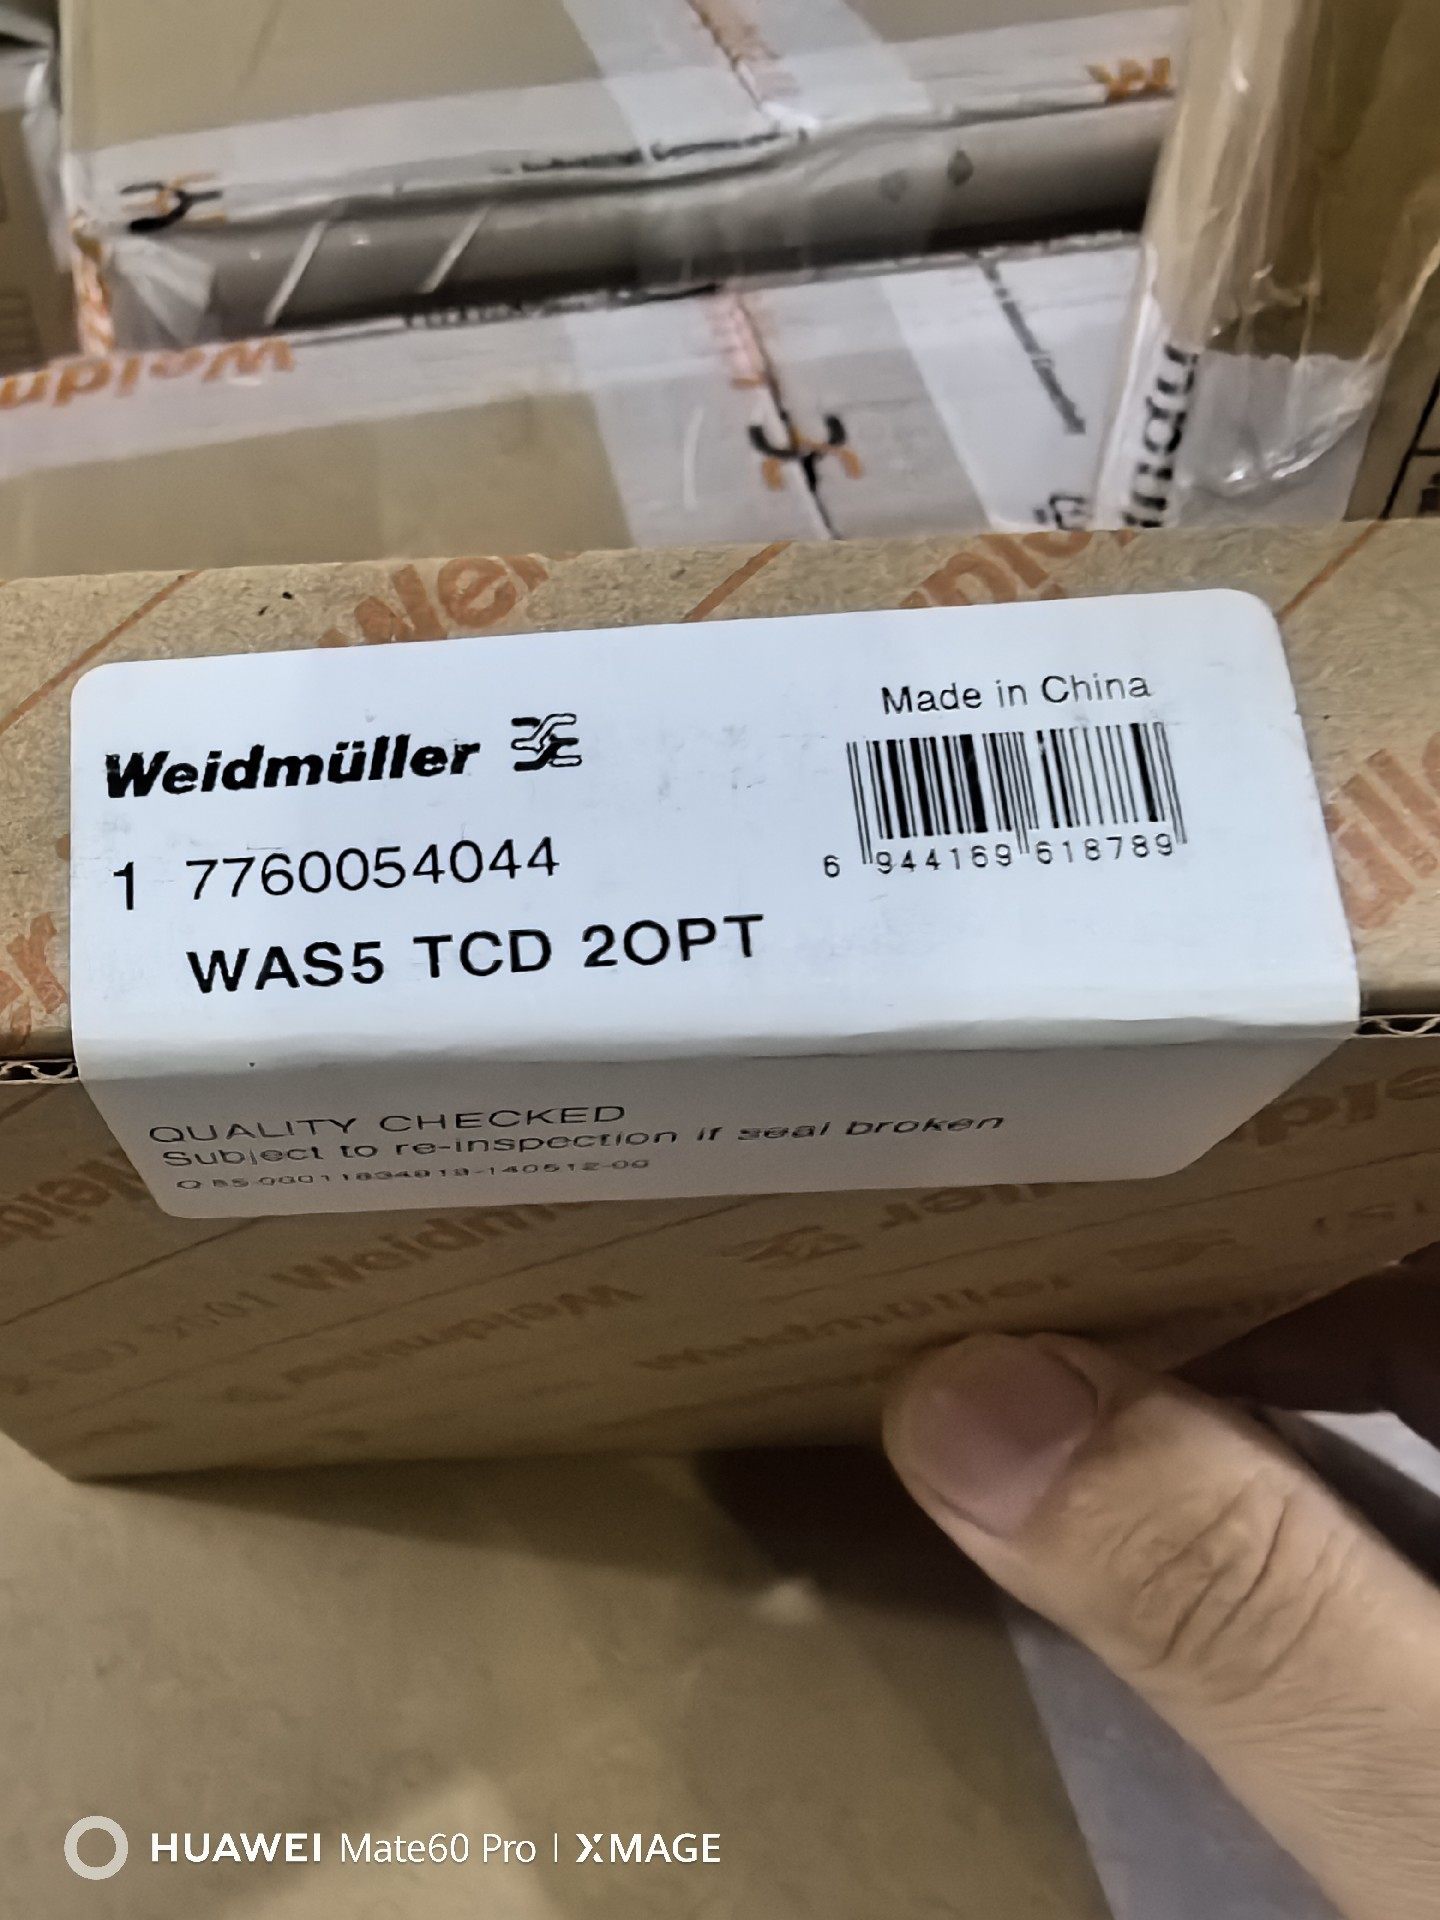 Made in China
Weidmüller
6 944169 618789
1 7760054044
WAS5 TCD 2OPT
QUALITY CHECKED
Subject to re-inspection if seal broken
Weidmüller
HUAWEI Mate60 Pro | XMAGE